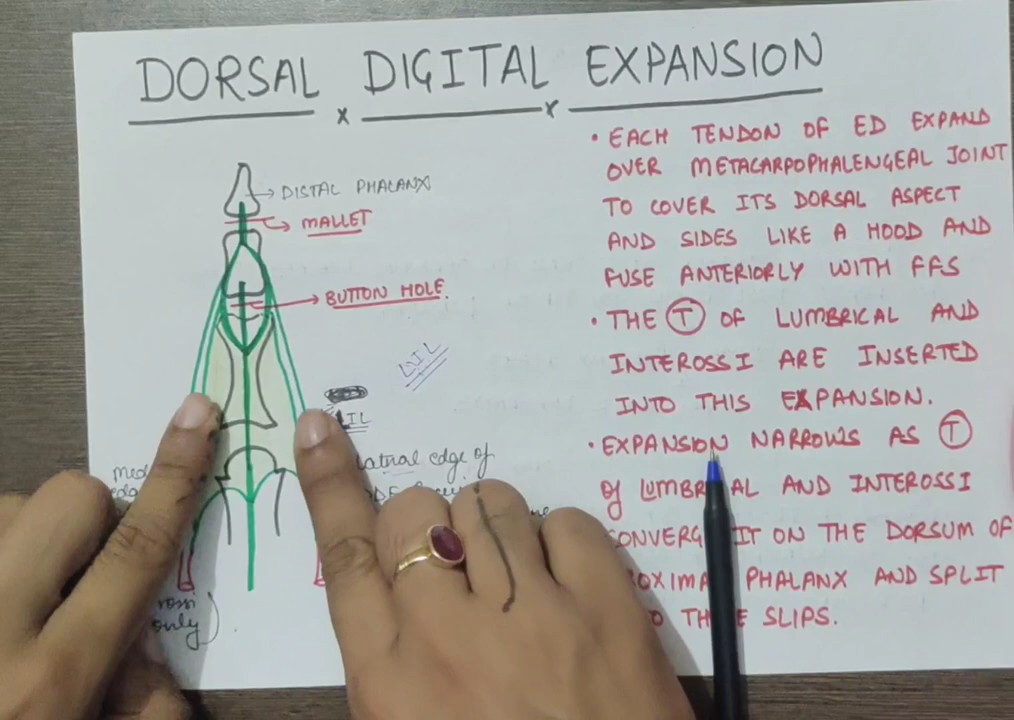 DORSAL DIGITAL EXPANSION
DISTAL PHALANX
MALLET
BUTTON HOLE.
IL
latral edge of
only
• EACH TENDON OF ED EXPAND
OVER METACARPOPHALENGEAL JOINT
TO COVER ITS DORSAL ASPECT
AND SIDES LIKE A HOOD AND
FUSE ANTERIORLY WITH FFS
• THE (T) OF LUMBRICAL AND
INTEROSSI ARE INSERTED
INTO THIS EXPANSION.
• EXPANSION NARROWS AS (T)
of LUMBRICAL AND INTEROSSI
CONVERG IT ON THE DORSUM OF
PHALANX AND SPLIT
SLIPS.